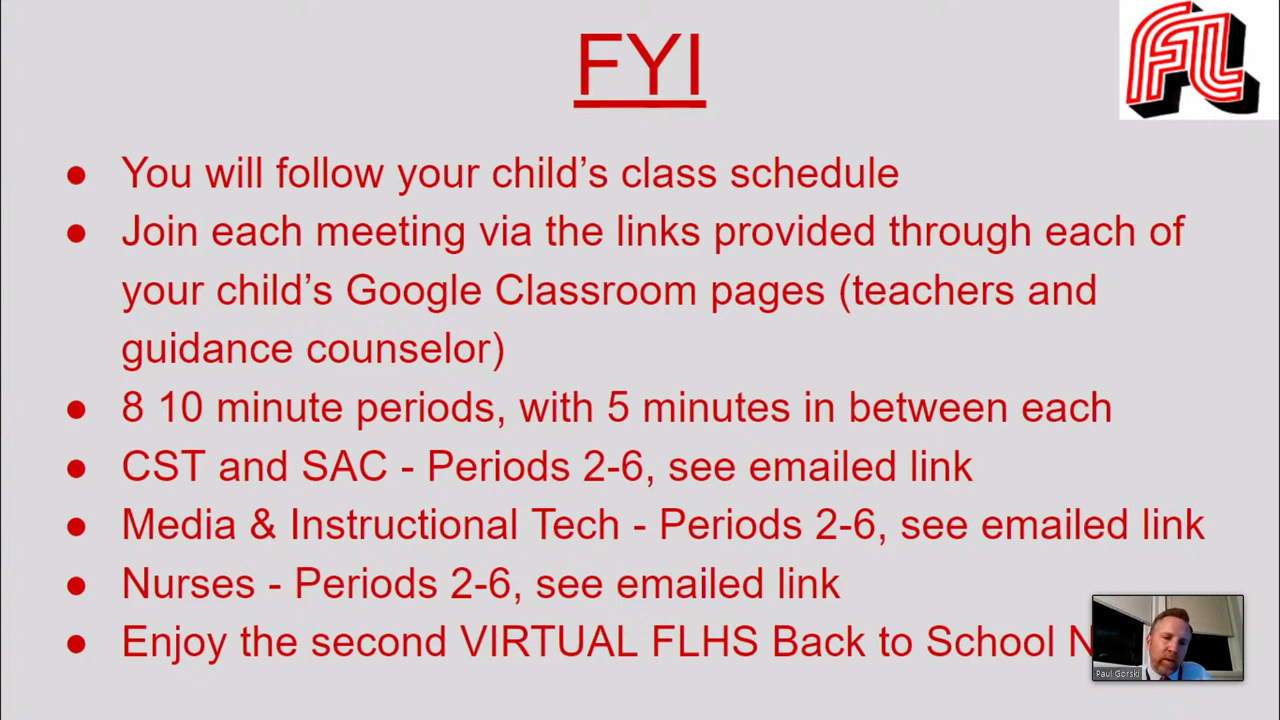 FYI
FL
● You will follow your child’s class schedule
● Join each meeting via the links provided through each of
your child’s Google Classroom pages (teachers and
guidance counselor)
● 8 10 minute periods, with 5 minutes in between each
● CST and SAC - Periods 2-6, see emailed link
● Media & Instructional Tech - Periods 2-6, see emailed link
● Nurses - Periods 2-6, see emailed link
● Enjoy the second VIRTUAL FLHS Back to School N
Paul Gorski